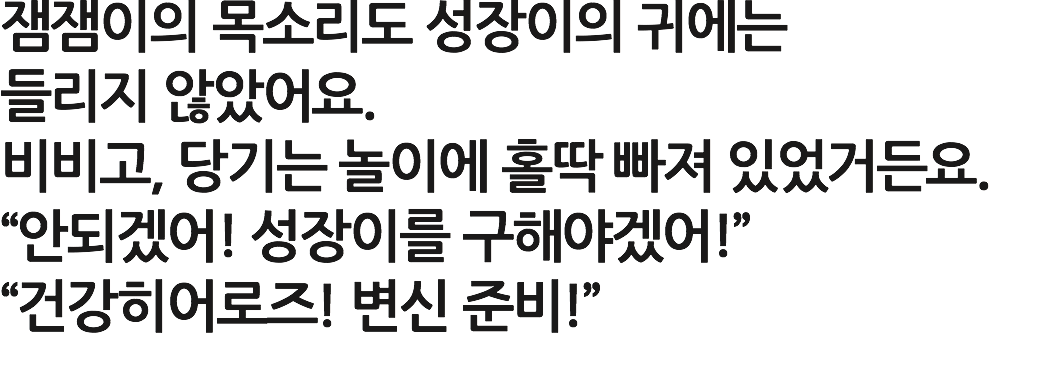 잼잼이의 목소리도 성장이의 귀에는
들리지 않았어요.
비비고, 당기는 놀이에 홀딱 빠져 있었거든요.
“안되겠어! 성장이를 구해야겠어!”
“건강히어로즈! 변신 준비!”